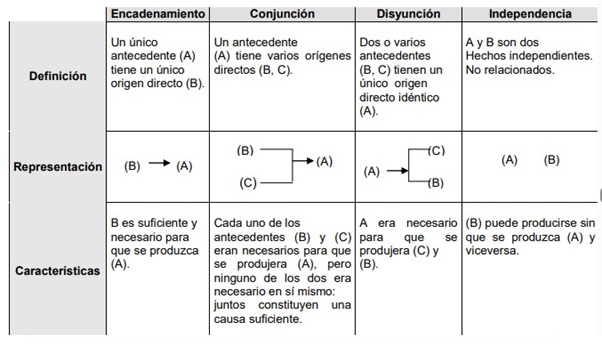 Encadenamiento
Conjunción
Disyunción
Independencia
Definición
Un único
antecedente (A)
tiene un único
origen directo (B).
Un antecedente
(A) tiene varios orígenes
directos (B, C).
Dos o varios
antecedentes
(B, C) tienen un
único origen
directo idéntico
(A).
A y B son dos
Hechos independientes.
No relacionados.
Representación
(B) → (A)
(B)
(A)
(C)
(C)
(A)
(B)
(A) (B)
Características
B es suficiente y
necesario para
que se produzca
(A).
Cada uno de los
antecedentes (B) y (C)
eran necesarios para que
se produjera (A), pero
ninguno de los dos era
necesario en sí mismo:
juntos constituyen una
causa suficiente.
A era necesario
para que se
produjera (C) y
(B).
(B) puede producirse sin
que se produzca (A) y
viceversa.